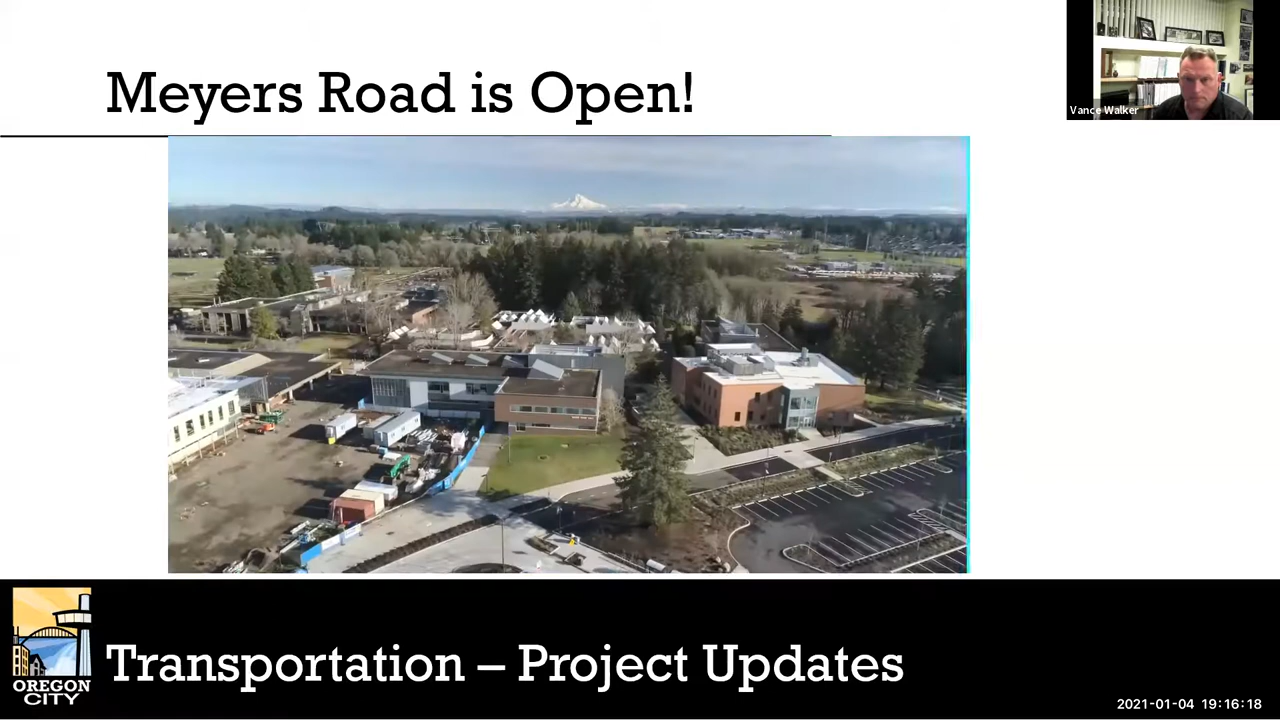 Meyers Road is Open!
Vance Walker
Transportation – Project Updates
OREGON
CITY
2021-01-04 19:16:18